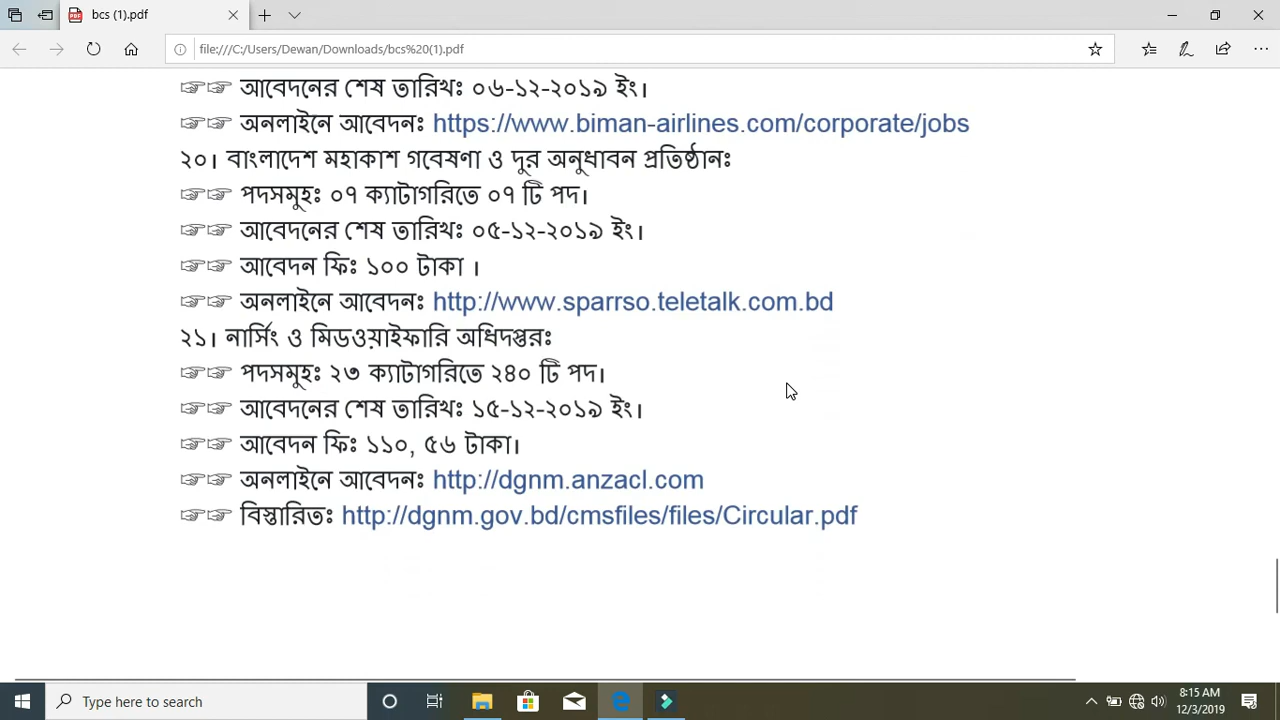 bcs (1).pdf
file:///C:/Users/Dewan/Downloads/bcs%20(1).pdf
☞☞ আবেদনের শেষ তারিখঃ ০৬-১২-২০১৯ ইং।
☞☞ অনলাইনে আবেদনঃ https://www.biman-airlines.com/corporate/jobs
২০। বাংলাদেশ মহাকাশ গবেষণা ও দুর অনুধাবন প্রতিষ্ঠানঃ
☞☞ পদসমুহঃ ০৭ ক্যাটাগরিতে ০৭ টি পদ।
☞☞ আবেদনের শেষ তারিখঃ ০৫-১২-২০১৯ ইং।
☞☞ আবেদন ফিঃ ১০০ টাকা ।
☞☞ অনলাইনে আবেদনঃ http://www.sparrso.teletalk.com.bd
২১। নার্সিং ও মিডওয়াইফারি অধিদপ্তরঃ
☞☞ পদসমুহঃ ২৩ ক্যাটাগরিতে ২৪০ টি পদ।
☞☞ আবেদনের শেষ তারিখঃ ১৫-১২-২০১৯ ইং।
☞☞ আবেদন ফিঃ ১১০, ৫৬ টাকা।
☞☞ অনলাইনে আবেদনঃ http://dgnm.anzacl.com
☞☞ বিস্তারিতঃ http://dgnm.gov.bd/cmsfiles/files/Circular.pdf
Type here to search
8:15 AM
12/3/2019